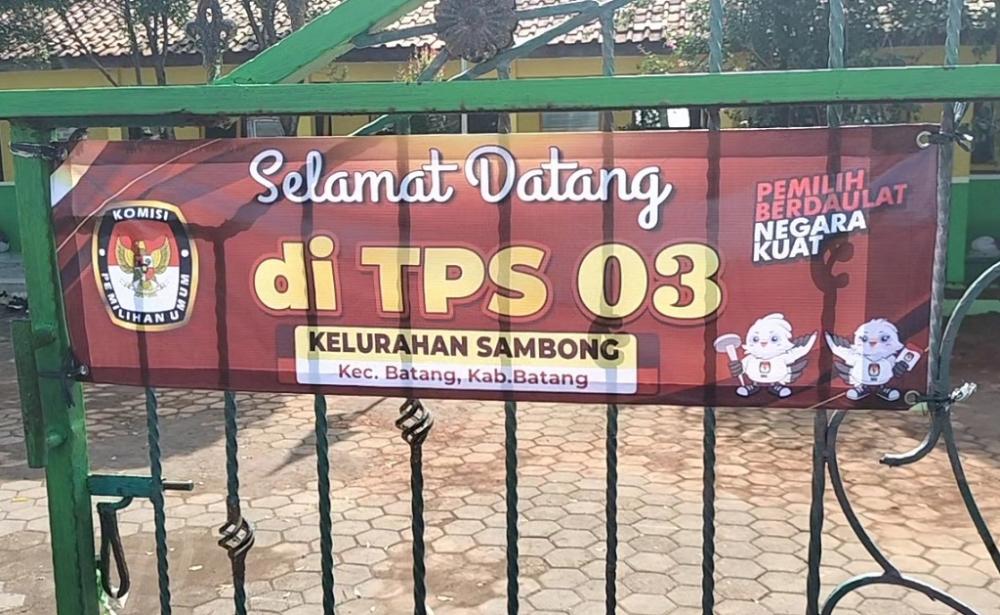 Selamat Datang
di TPS 03
KELURAHAN SAMBONG
Kec. Batang, Kab.Batang
KOMISI
PEMILIHAN UMUM
PEMILIH
BERDAULAT
NEGARA
KUAT